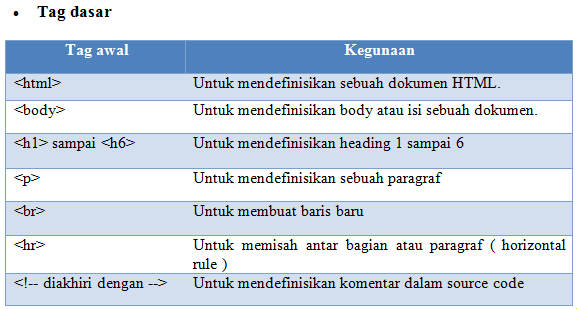 • Tag dasar
Tag awal Kegunaan
<html> Untuk mendefinisikan sebuah dokumen HTML.
<body> Untuk mendefinisikan body atau isi sebuah dokumen.
<h1> sampai <h6> Untuk mendefinisikan heading 1 sampai 6
<p> Untuk mendefinisikan sebuah paragraf
<br> Untuk membuat baris baru
<hr> Untuk memisah antar bagian atau paragraf ( horizontal
rule )
<!-- diakhiri dengan --> Untuk mendefinisikan komentar dalam source code